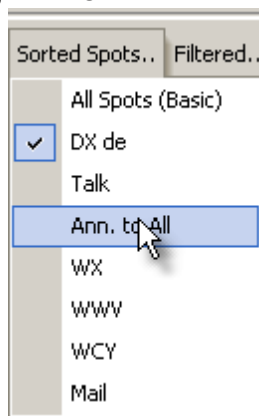 Sorted Spots.. Filtered..
All Spots (Basic)
DX de
Talk
Ann. to All
WX
WWV
WCY
Mail